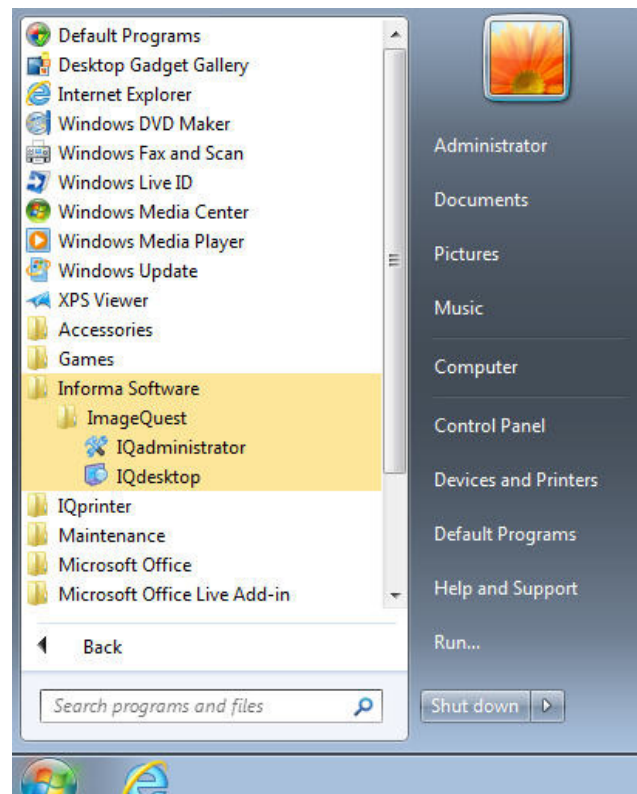 Default Programs
Desktop Gadget Gallery
Internet Explorer
Windows DVD Maker
Windows Fax and Scan
Windows Live ID
Windows Media Center
Windows Media Player
Windows Update
XPS Viewer
Accessories
Games
Informa Software
ImageQuest
IQadministrator
IQdesktop
IQprinter
Maintenance
Microsoft Office
Microsoft Office Live Add-in
Back
Search programs and files
Administrator
Documents
Pictures
Music
Computer
Control Panel
Devices and Printers
Default Programs
Help and Support
Run...
Shut down